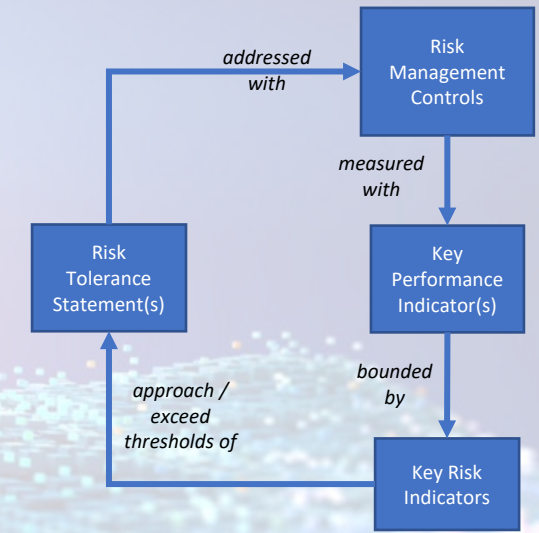 addressed
with
Risk
Management
Controls
measured
with
Risk
Tolerance
Statement(s)
Key
Performance
Indicator(s)
approach /
exceed
thresholds of
bounded
by
Key Risk
Indicators